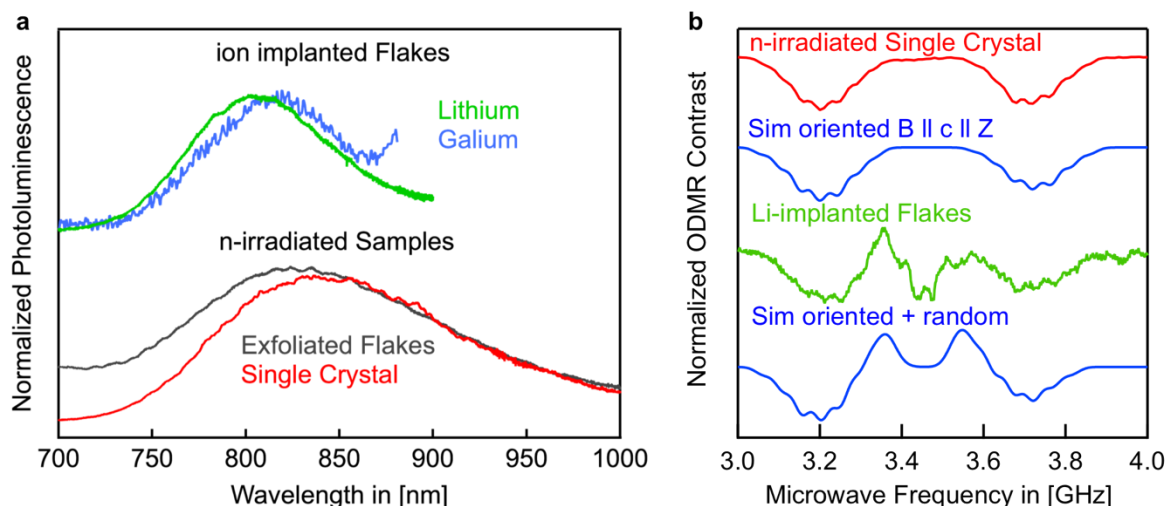 a
ion implanted Flakes
Lithium
Galium
n-irradiated Samples
Exfoliated Flakes
Single Crystal
Normalized Photoluminescence
700 750 800 850 900 950 1000
Wavelength in [nm]
b
n-irradiated Single Crystal
Sim oriented B ll c ll Z
Li-implanted Flakes
Sim oriented + random
Normalized ODMR Contrast
3.0 3.2 3.4 3.6 3.8 4.0
Microwave Frequency in [GHz]